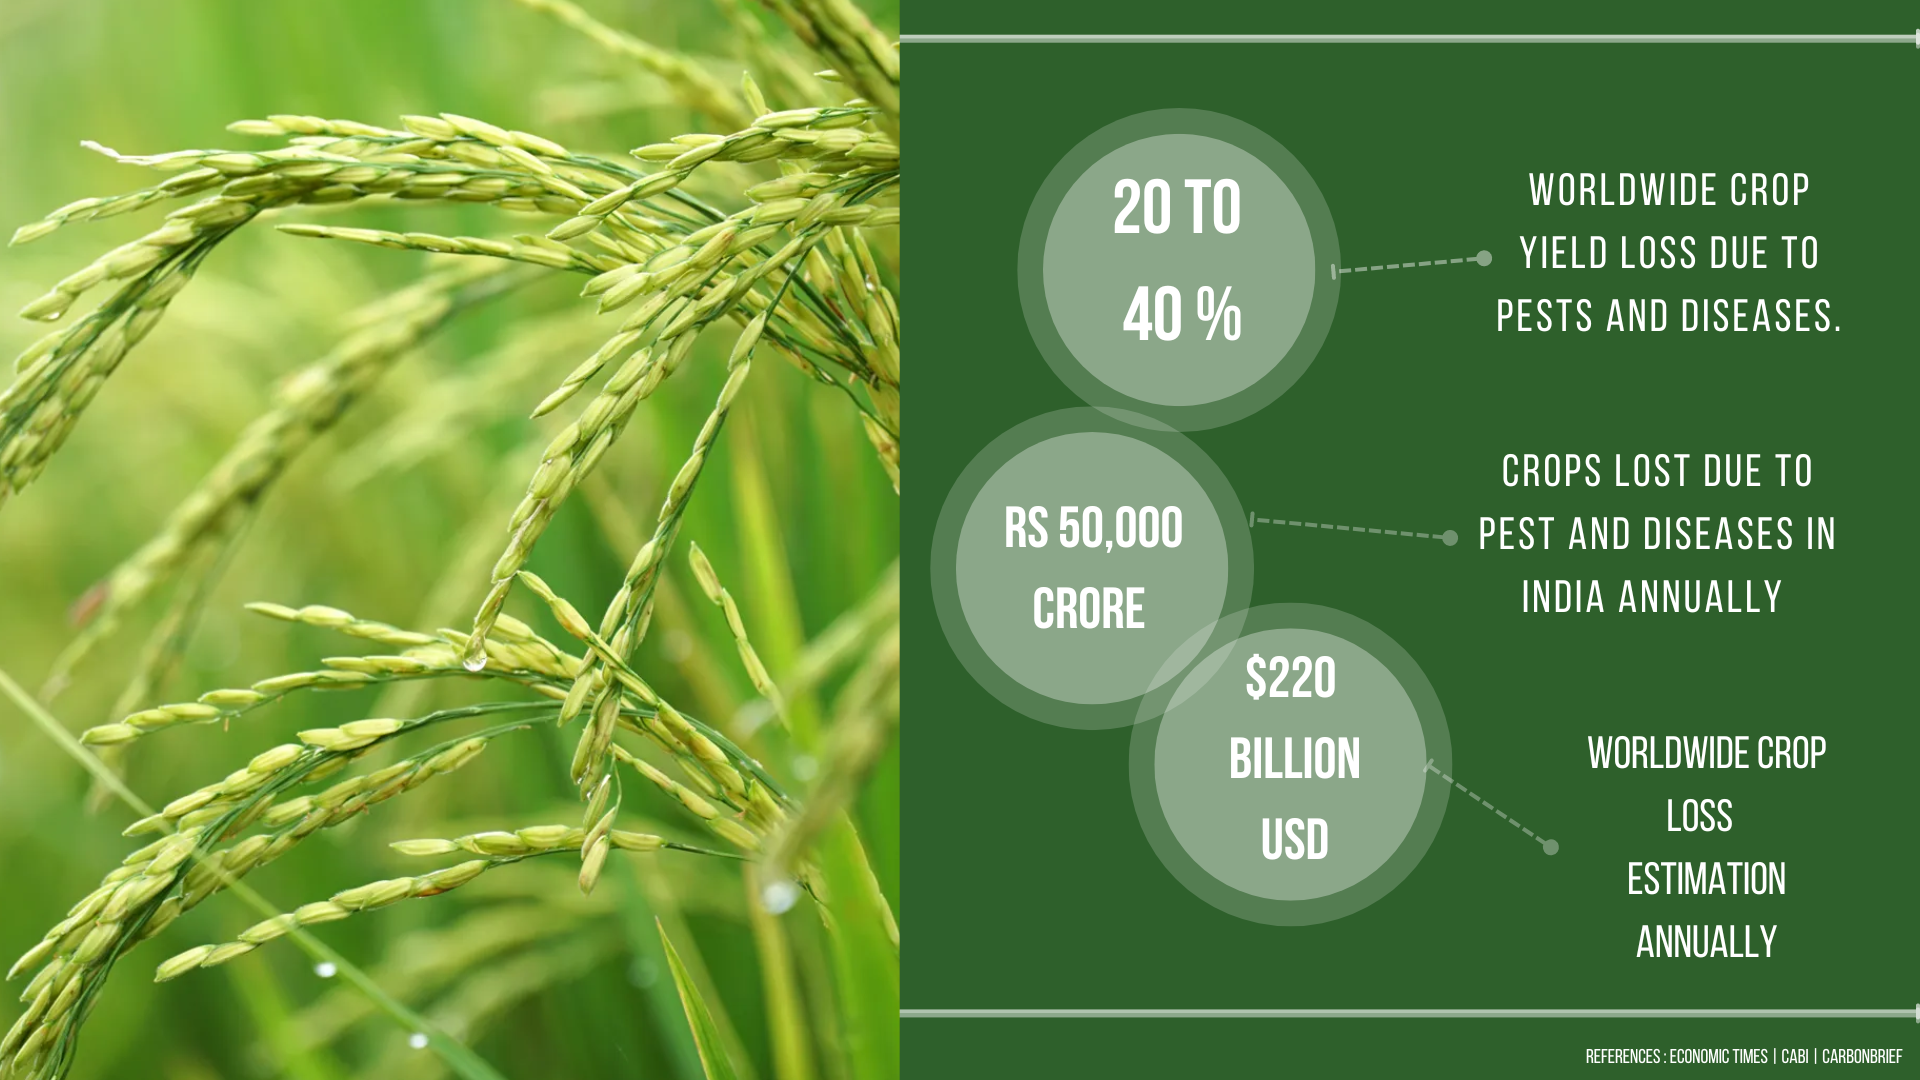 20 TO
40 %
WORLDWIDE CROP
YIELD LOSS DUE TO
PESTS AND DISEASES.
RS 50,000
CRORE
CROPS LOST DUE TO
PEST AND DISEASES IN
INDIA ANNUALLY
$220
BILLION
USD
WORLDWIDE CROP
LOSS
ESTIMATION
ANNUALLY
REFERENCES : ECONOMIC TIMES | CABI | CARBONBRIEF